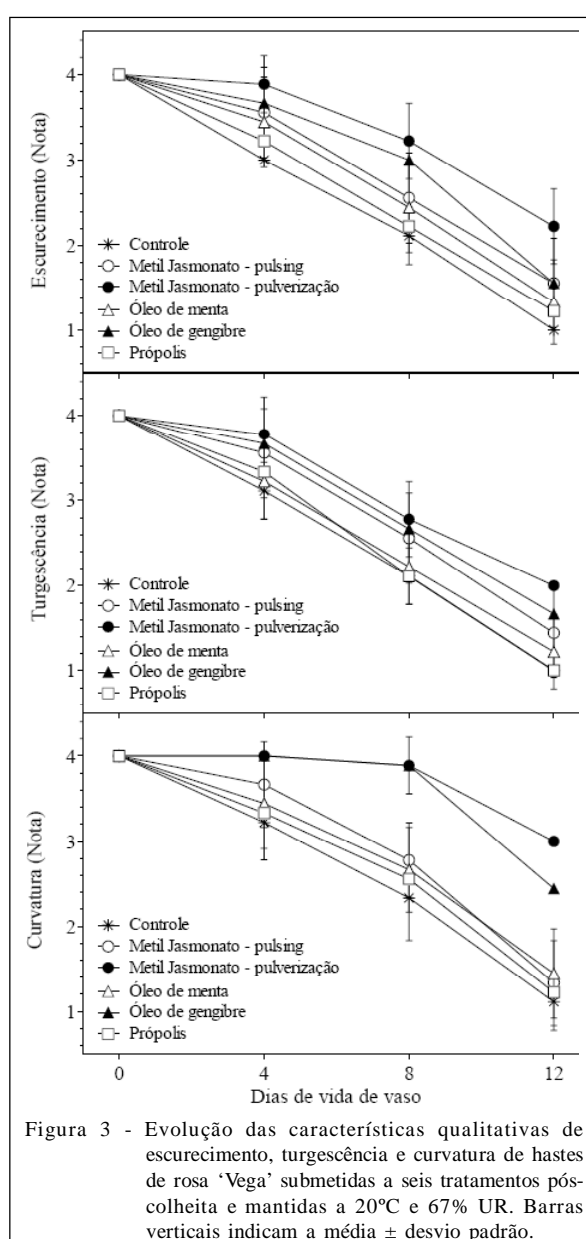 4
3
2
1
Escurecimento (Nota)
Controle
Metil Jasmonato - pulsing
Metil Jasmonato - pulverização
Óleo de menta
Óleo de gengibre
Própolis
4
3
2
1
Turgescência (Nota)
Controle
Metil Jasmonato - pulsing
Metil Jasmonato - pulverização
Óleo de menta
Óleo de gengibre
Própolis
4
3
2
1
Curvatura (Nota)
Controle
Metil Jasmonato - pulsing
Metil Jasmonato - pulverização
Óleo de menta
Óleo de gengibre
Própolis
0 4 8 12
Dias de vida de vaso
Figura 3 - Evolução das características qualitativas de
escurecimento, turgescência e curvatura de hastes
de rosa ‘Vega’ submetidas a seis tratamentos pós-
colheita e mantidas a 20ºC e 67% UR. Barras
verticais indicam a média ± desvio padrão.